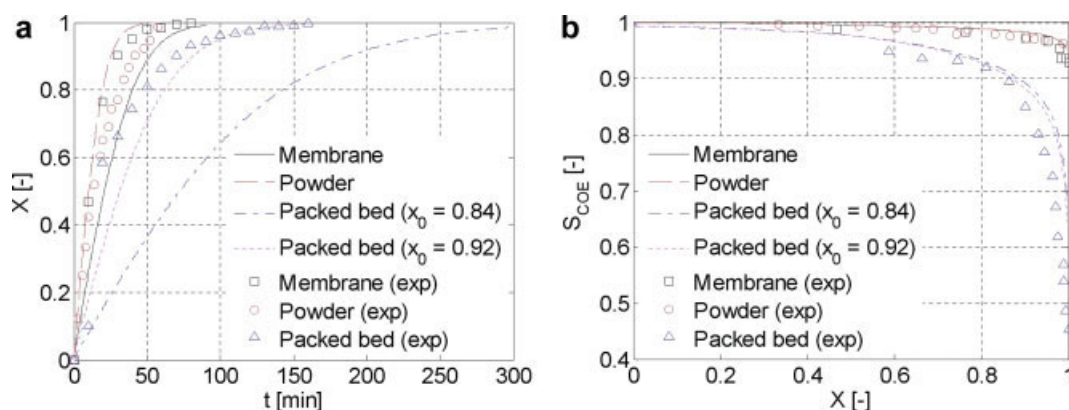 a
X [-]
1
0.8
0.6
0.4
0.2
0
0 50 100 150 200 250 300
t [min]
Membrane
Powder
Packed bed (x0 = 0.84)
Packed bed (x0 = 0.92)
Membrane (exp)
Powder (exp)
Packed bed (exp)
b
SCOE [-]
1
0.9
0.8
0.7
0.6
0.5
0.4
0 0.2 0.4 0.6 0.8 1
X [-]
Membrane
Powder
Packed bed (x0 = 0.84)
Packed bed (x0 = 0.92)
Membrane (exp)
Powder (exp)
Packed bed (exp)